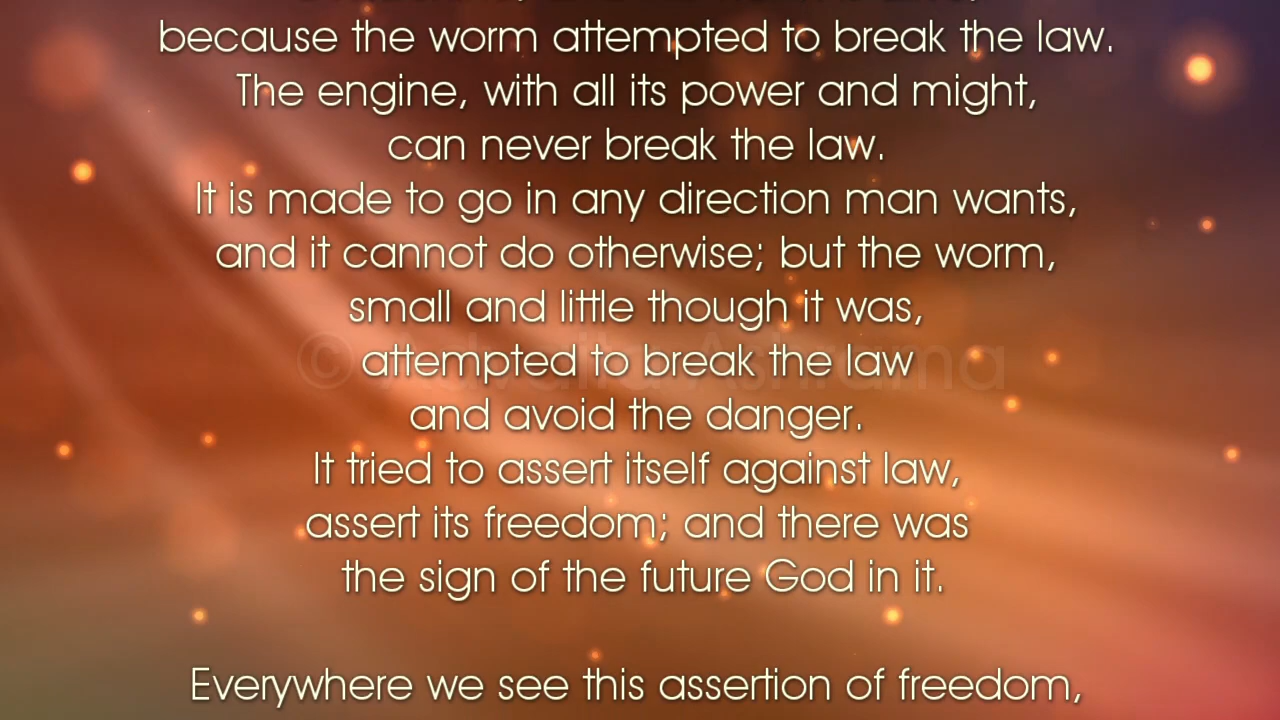 because the worm attempted to break the law.
The engine, with all its power and might,
can never break the law.
It is made to go in any direction man wants,
and it cannot do otherwise; but the worm,
small and little though it was,
attempted to break the law
© Advaita Ashrama
and avoid the danger.
It tried to assert itself against law,
assert its freedom; and there was
the sign of the future God in it.
Everywhere we see this assertion of freedom,